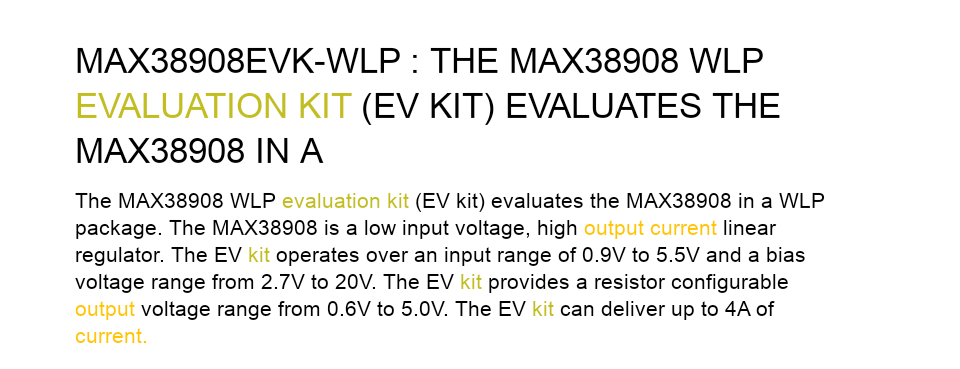 MAX38908EVK-WLP : THE MAX38908 WLP
EVALUATION KIT (EV KIT) EVALUATES THE
MAX38908 IN A
The MAX38908 WLP evaluation kit (EV kit) evaluates the MAX38908 in a WLP
package. The MAX38908 is a low input voltage, high output current linear
regulator. The EV kit operates over an input range of 0.9V to 5.5V and a bias
voltage range from 2.7V to 20V. The EV kit provides a resistor configurable
output voltage range from 0.6V to 5.0V. The EV kit can deliver up to 4A of
current.